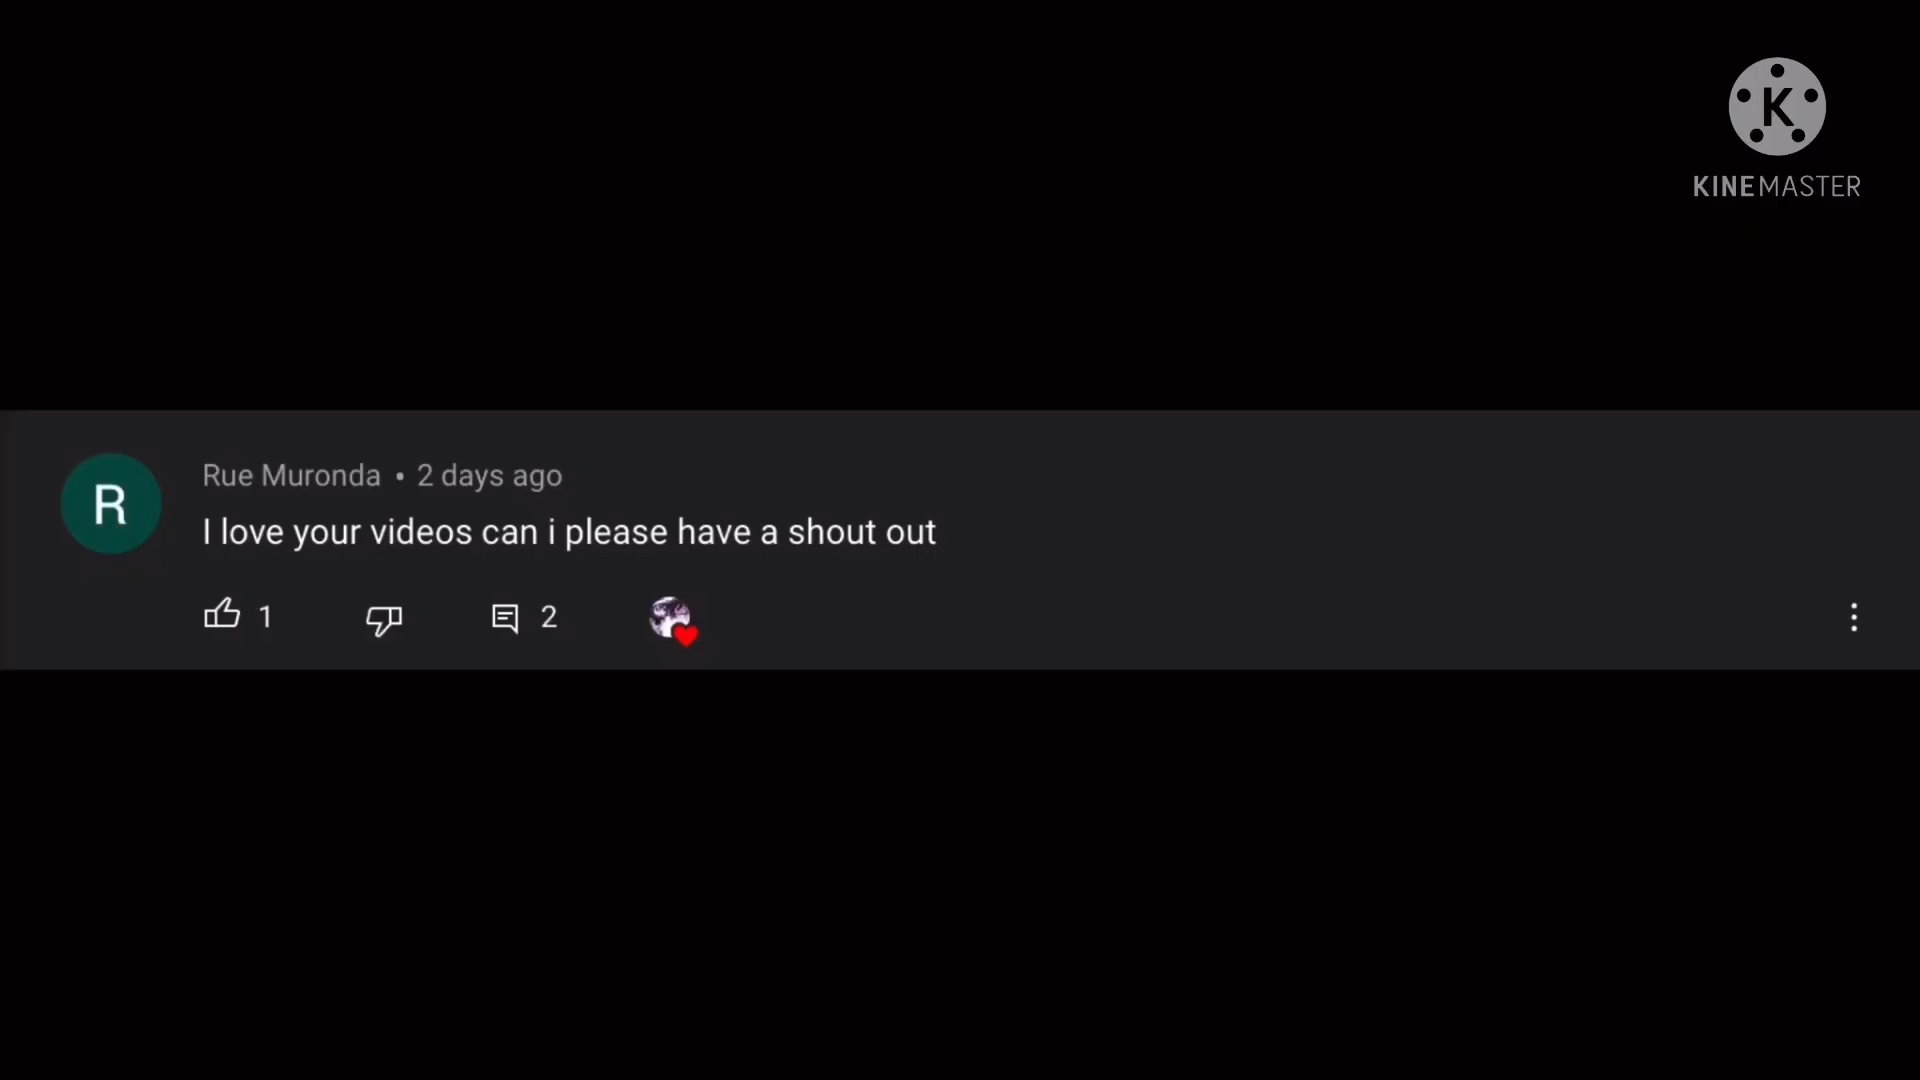 K
KINEMASTER
R
Rue Muronda • 2 days ago
I love your videos can i please have a shout out
1
2